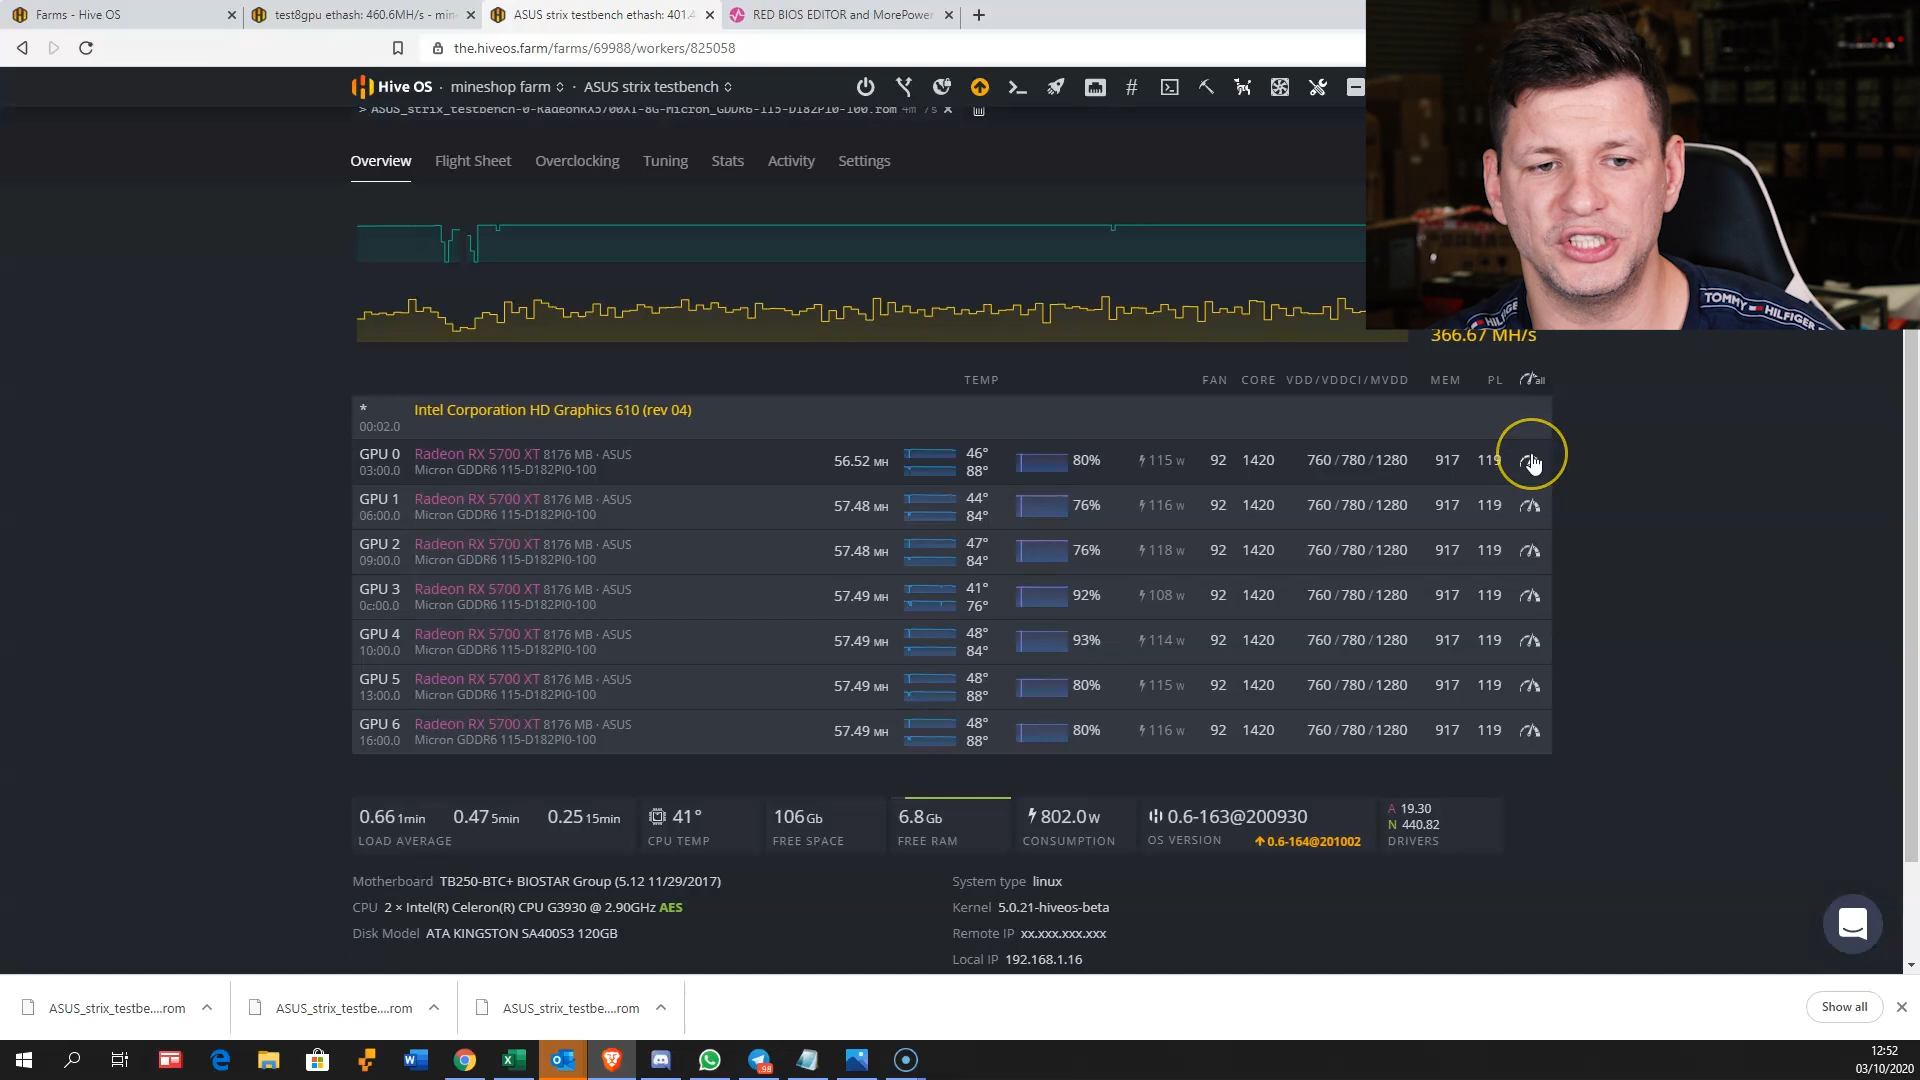 Farms - Hive OS
test8gpu ethash: 460.6MH/s - min
ASUS strix testbench ethash: 401.4
RED BIOS EDITOR and MorePower
the.hiveos.farm/farms/69988/workers/825058
Hive OS · mineshop farm · ASUS strix testbench
> ASUS_strix_testbench-0-RadeonRX5700XT-8G-Micron_GDDR6-115-D182PI0-100.rom 4m 7s
Overview Flight Sheet Overclocking Tuning Stats Activity Settings
TOMMY HILFIGER
366.67 MH/s
TEMP FAN CORE VDD/VDDCI/MVDD MEM PL all
* Intel Corporation HD Graphics 610 (rev 04)
00:02.0
GPU 0 Radeon RX 5700 XT 8176 MB · ASUS 56.52 MH 46° 80% 115 w 92 1420 760 / 780 / 1280 917 119
03:00.0 Micron GDDR6 115-D182PI0-100 88°
GPU 1 Radeon RX 5700 XT 8176 MB · ASUS 57.48 MH 44° 76% 116 w 92 1420 760 / 780 / 1280 917 119
06:00.0 Micron GDDR6 115-D182PI0-100 84°
GPU 2 Radeon RX 5700 XT 8176 MB · ASUS 57.48 MH 47° 76% 118 w 92 1420 760 / 780 / 1280 917 119
09:00.0 Micron GDDR6 115-D182PI0-100 84°
GPU 3 Radeon RX 5700 XT 8176 MB · ASUS 57.49 MH 41° 92% 108 w 92 1420 760 / 780 / 1280 917 119
0c:00.0 Micron GDDR6 115-D182PI0-100 76°
GPU 4 Radeon RX 5700 XT 8176 MB · ASUS 57.49 MH 48° 93% 114 w 92 1420 760 / 780 / 1280 917 119
10:00.0 Micron GDDR6 115-D182PI0-100 84°
GPU 5 Radeon RX 5700 XT 8176 MB · ASUS 57.49 MH 48° 80% 115 w 92 1420 760 / 780 / 1280 917 119
13:00.0 Micron GDDR6 115-D182PI0-100 88°
GPU 6 Radeon RX 5700 XT 8176 MB · ASUS 57.49 MH 48° 80% 116 w 92 1420 760 / 780 / 1280 917 119
16:00.0 Micron GDDR6 115-D182PI0-100 88°
0.66 1min 0.47 5min 0.25 15min 41° 106 Gb 6.8 Gb 802.0 w 0.6-163@200930 A 19.30
N 440.82
LOAD AVERAGE CPU TEMP FREE SPACE FREE RAM CONSUMPTION OS VERSION 0.6-164@201002 DRIVERS
Motherboard TB250-BTC+ BIOSTAR Group (5.12 11/29/2017) System type linux
CPU 2 × Intel(R) Celeron(R) CPU G3930 @ 2.90GHz AES Kernel 5.0.21-hiveos-beta
Disk Model ATA KINGSTON SA400S3 120GB Remote IP xx.xxx.xxx.xxx
Local IP 192.168.1.16
ASUS_strix_testbe....rom ASUS_strix_testbe....rom ASUS_strix_testbe....rom Show all
98
12:52
03/10/2020